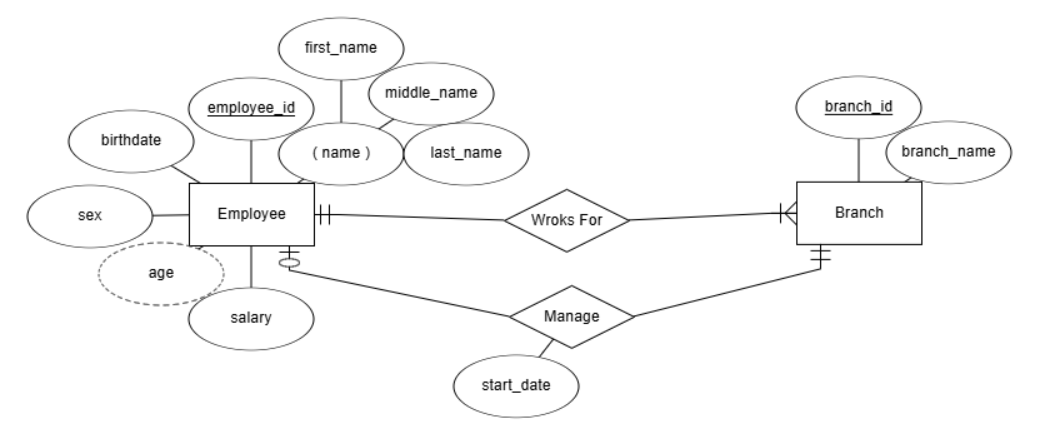 first_name
middle_name
employee_id
branch_id
birthdate
( name )
last_name
branch_name
sex
Employee
Wroks For
Branch
age
salary
Manage
start_date